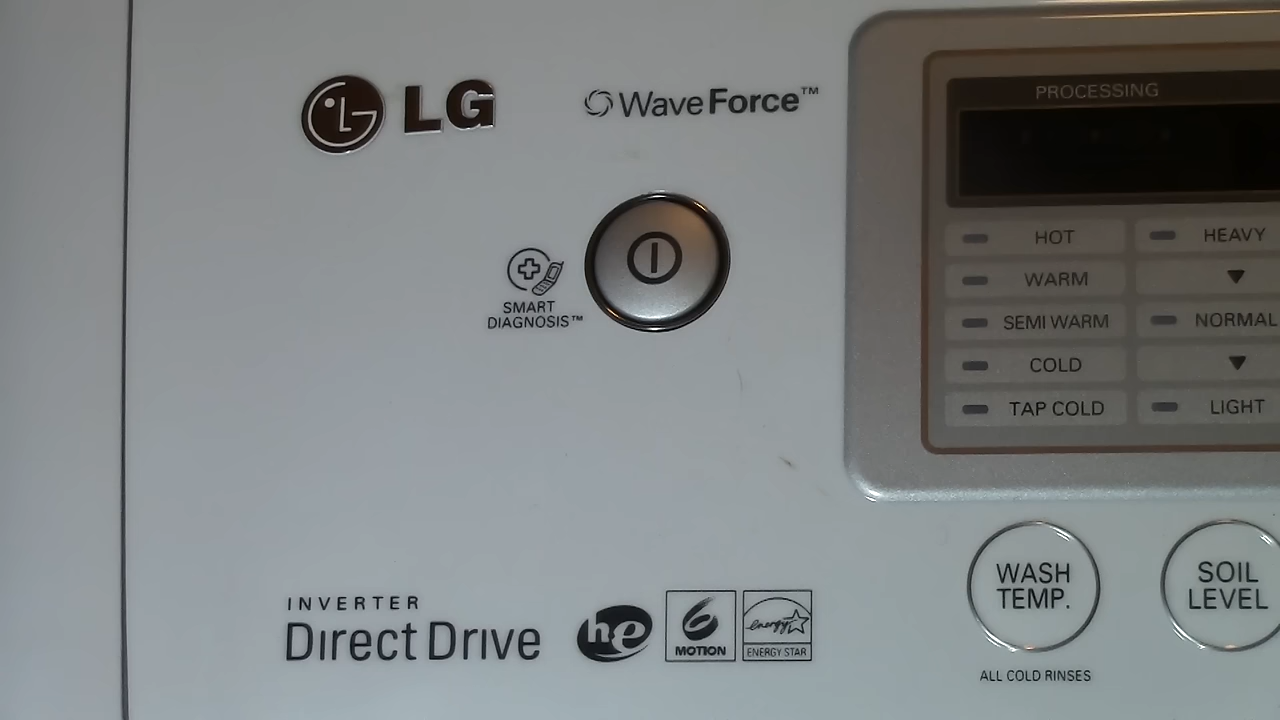 LG
WaveForce™
SMART
DIAGNOSIS™
PROCESSING
HOT
HEAVY
WARM
SEMI WARM
NORMAL
COLD
TAP COLD
LIGHT
WASH
TEMP.
SOIL
LEVEL
ALL COLD RINSES
INVERTER
Direct Drive
he
6
MOTION
energy
ENERGY STAR